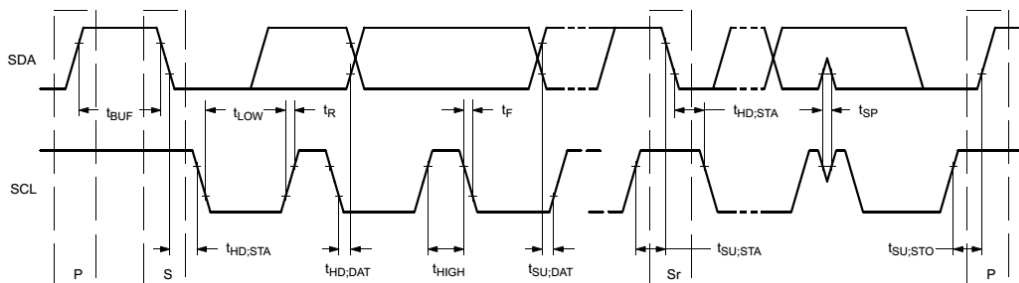 SDA
t_BUF
t_LOW
t_R
t_F
t_HD;STA
t_SP
SCL
t_HD;STA
t_HD;DAT
t_HIGH
t_SU;DAT
t_SU;STA
t_SU;STO
P
S
Sr
P